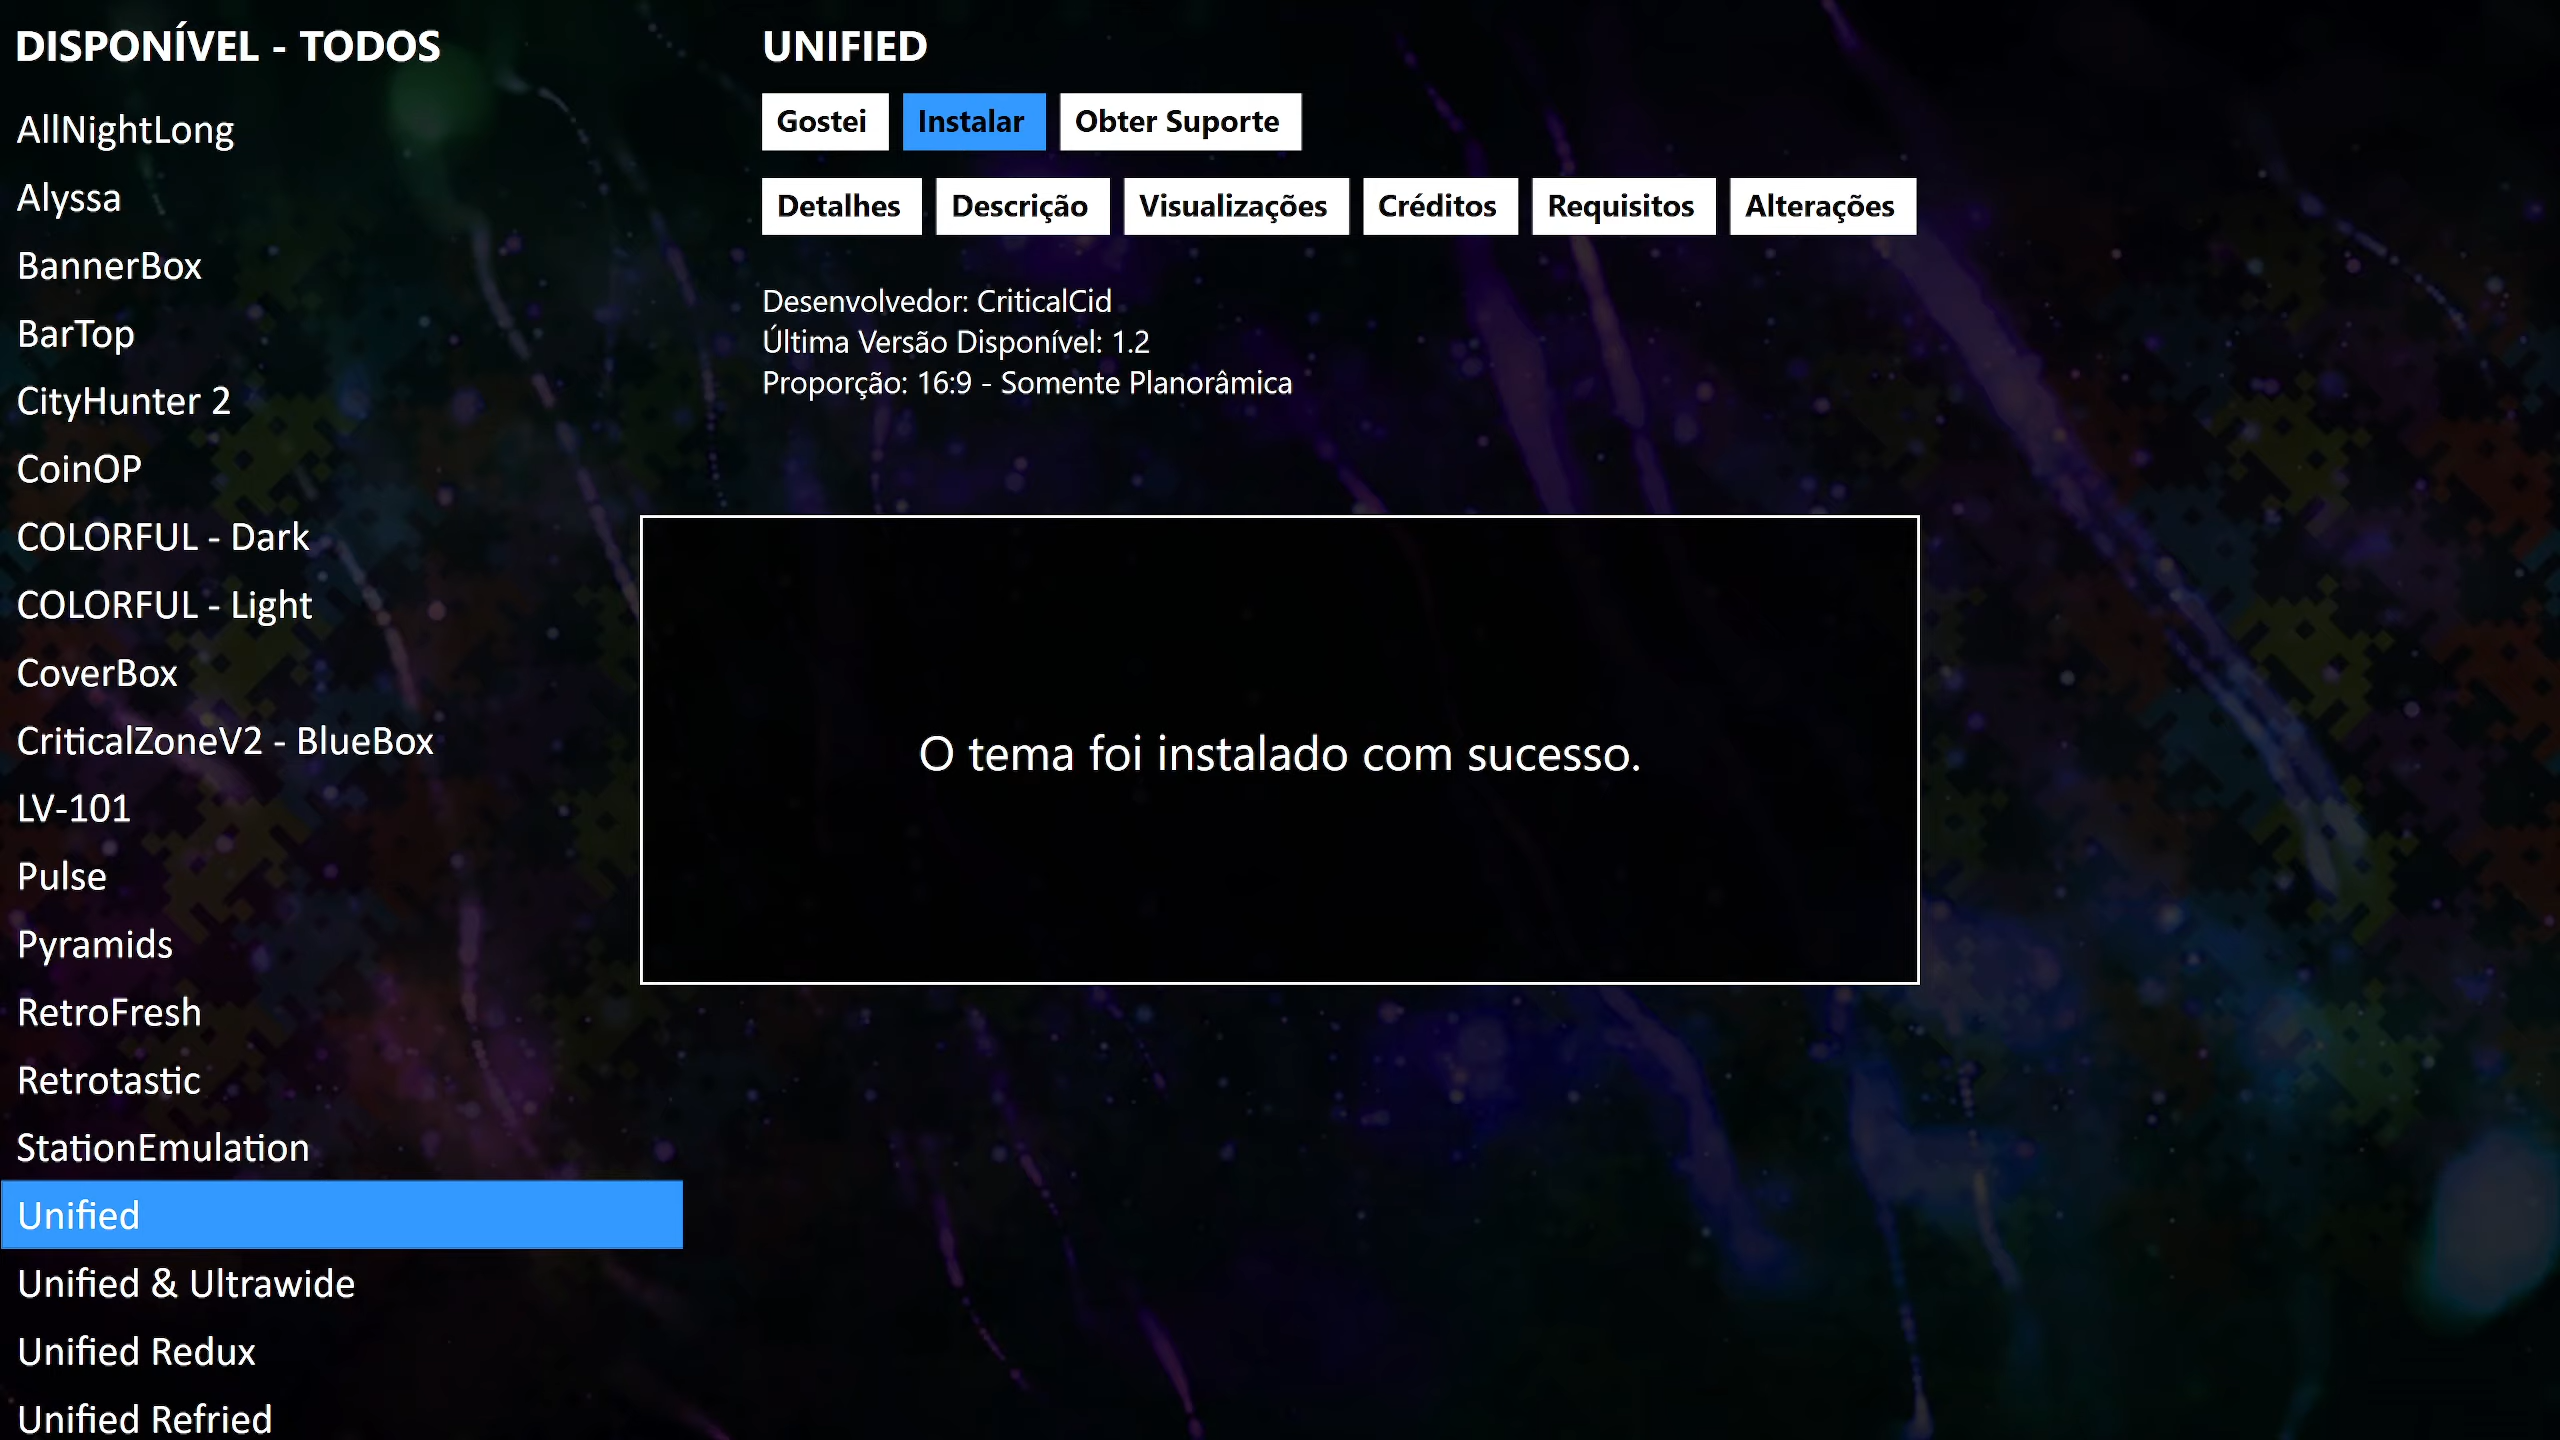 DISPONÍVEL - TODOS
AllNightLong
Alyssa
BannerBox
BarTop
CityHunter 2
CoinOP
COLORFUL - Dark
COLORFUL - Light
CoverBox
CriticalZoneV2 - BlueBox
LV-101
Pulse
Pyramids
RetroFresh
Retrotastic
StationEmulation
Unified
Unified & Ultrawide
Unified Redux
Unified Refried
UNIFIED
Gostei Instalar Obter Suporte
Detalhes Descrição Visualizações Créditos Requisitos Alterações
Desenvolvedor: CriticalCid
Última Versão Disponível: 1.2
Proporção: 16:9 - Somente Planorâmica
O tema foi instalado com sucesso.